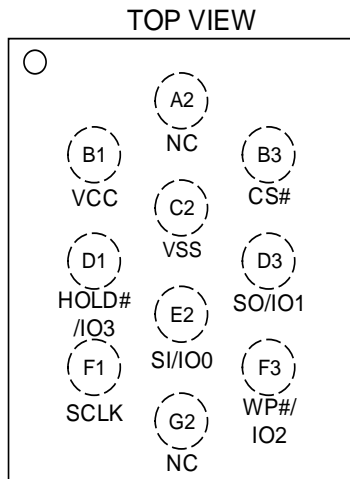 TOP VIEW
A2
NC
B1
VCC
B3
CS#
C2
VSS
D1
HOLD#
/IO3
D3
SO/IO1
E2
SI/IO0
F1
SCLK
F3
WP#/
IO2
G2
NC